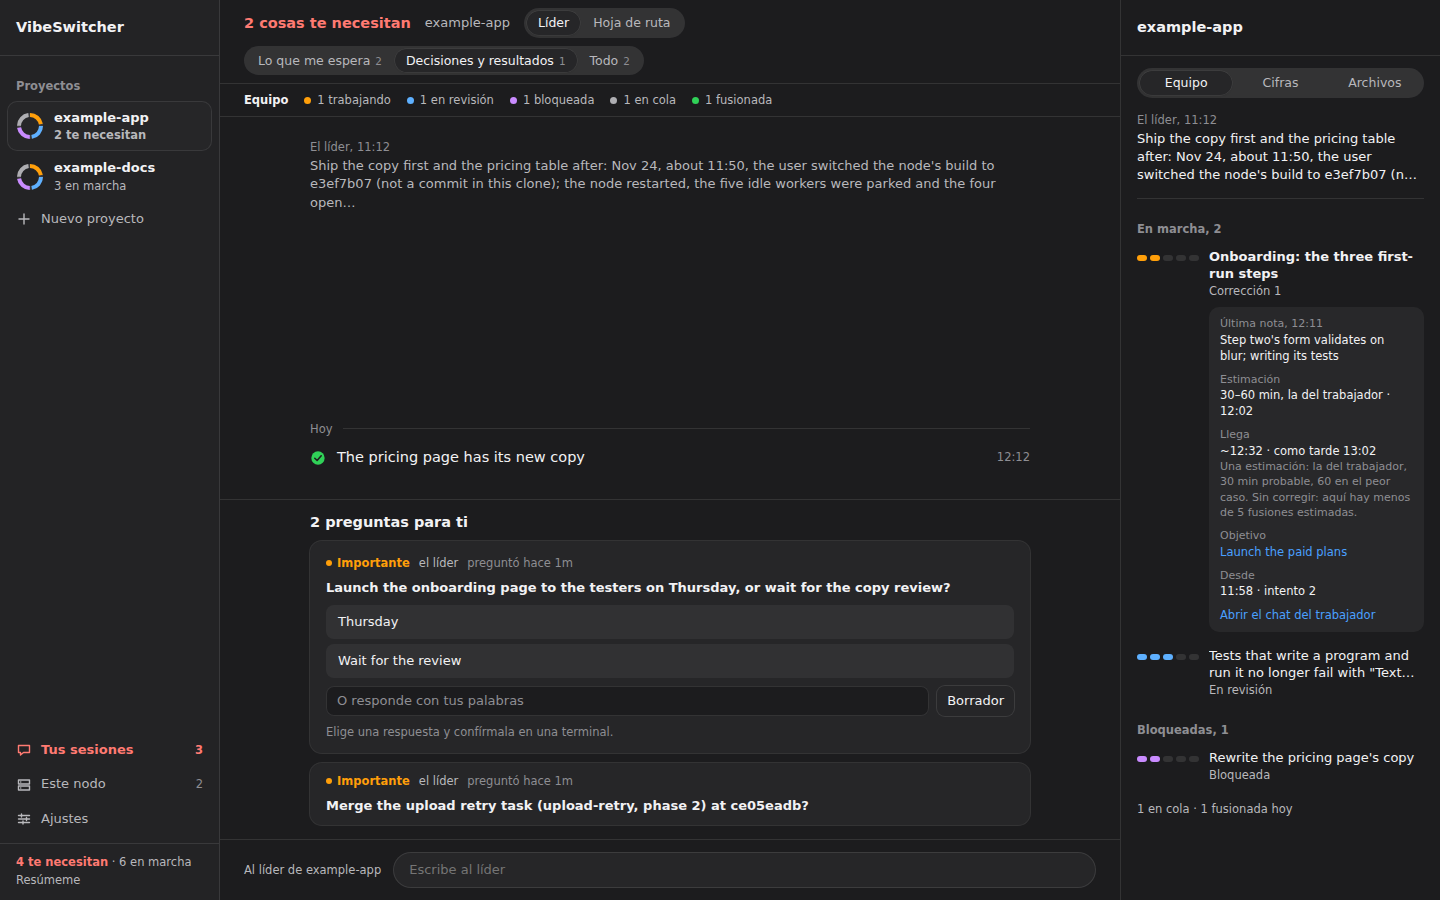 VibeSwitcher
Proyectos
example-app
2 te necesitan
example-docs
3 en marcha
Nuevo proyecto
Tus sesiones 3
Este nodo 2
Ajustes
4 te necesitan · 6 en marcha
Resúmeme
2 cosas te necesitan example-app Líder Hoja de ruta
Lo que me espera 2 Decisiones y resultados 1 Todo 2
Equipo 1 trabajando 1 en revisión 1 bloqueada 1 en cola 1 fusionada
El líder, 11:12
Ship the copy first and the pricing table after: Nov 24, about 11:50, the user switched the node's build to
e3ef7b07 (not a commit in this clone); the node restarted, the five idle workers were parked and the four
open…
Hoy
The pricing page has its new copy 12:12
2 preguntas para ti
Importante el líder preguntó hace 1m
Launch the onboarding page to the testers on Thursday, or wait for the copy review?
Thursday
Wait for the review
O responde con tus palabras Borrador
Elige una respuesta y confírmala en una terminal.
Importante el líder preguntó hace 1m
Merge the upload retry task (upload-retry, phase 2) at ce05eadb?
Al líder de example-app Escribe al líder
example-app
Equipo Cifras Archivos
El líder, 11:12
Ship the copy first and the pricing table
after: Nov 24, about 11:50, the user
switched the node's build to e3ef7b07 (n…
En marcha, 2
Onboarding: the three first-
run steps
Corrección 1
Última nota, 12:11
Step two's form validates on
blur; writing its tests
Estimación
30–60 min, la del trabajador ·
12:02
Llega
~12:32 · como tarde 13:02
Una estimación: la del trabajador,
30 min probable, 60 en el peor
caso. Sin corregir: aquí hay menos
de 5 fusiones estimadas.
Objetivo
Launch the paid plans
Desde
11:58 · intento 2
Abrir el chat del trabajador
Tests that write a program and
run it no longer fail with "Text…
En revisión
Bloqueadas, 1
Rewrite the pricing page's copy
Bloqueada
1 en cola · 1 fusionada hoy